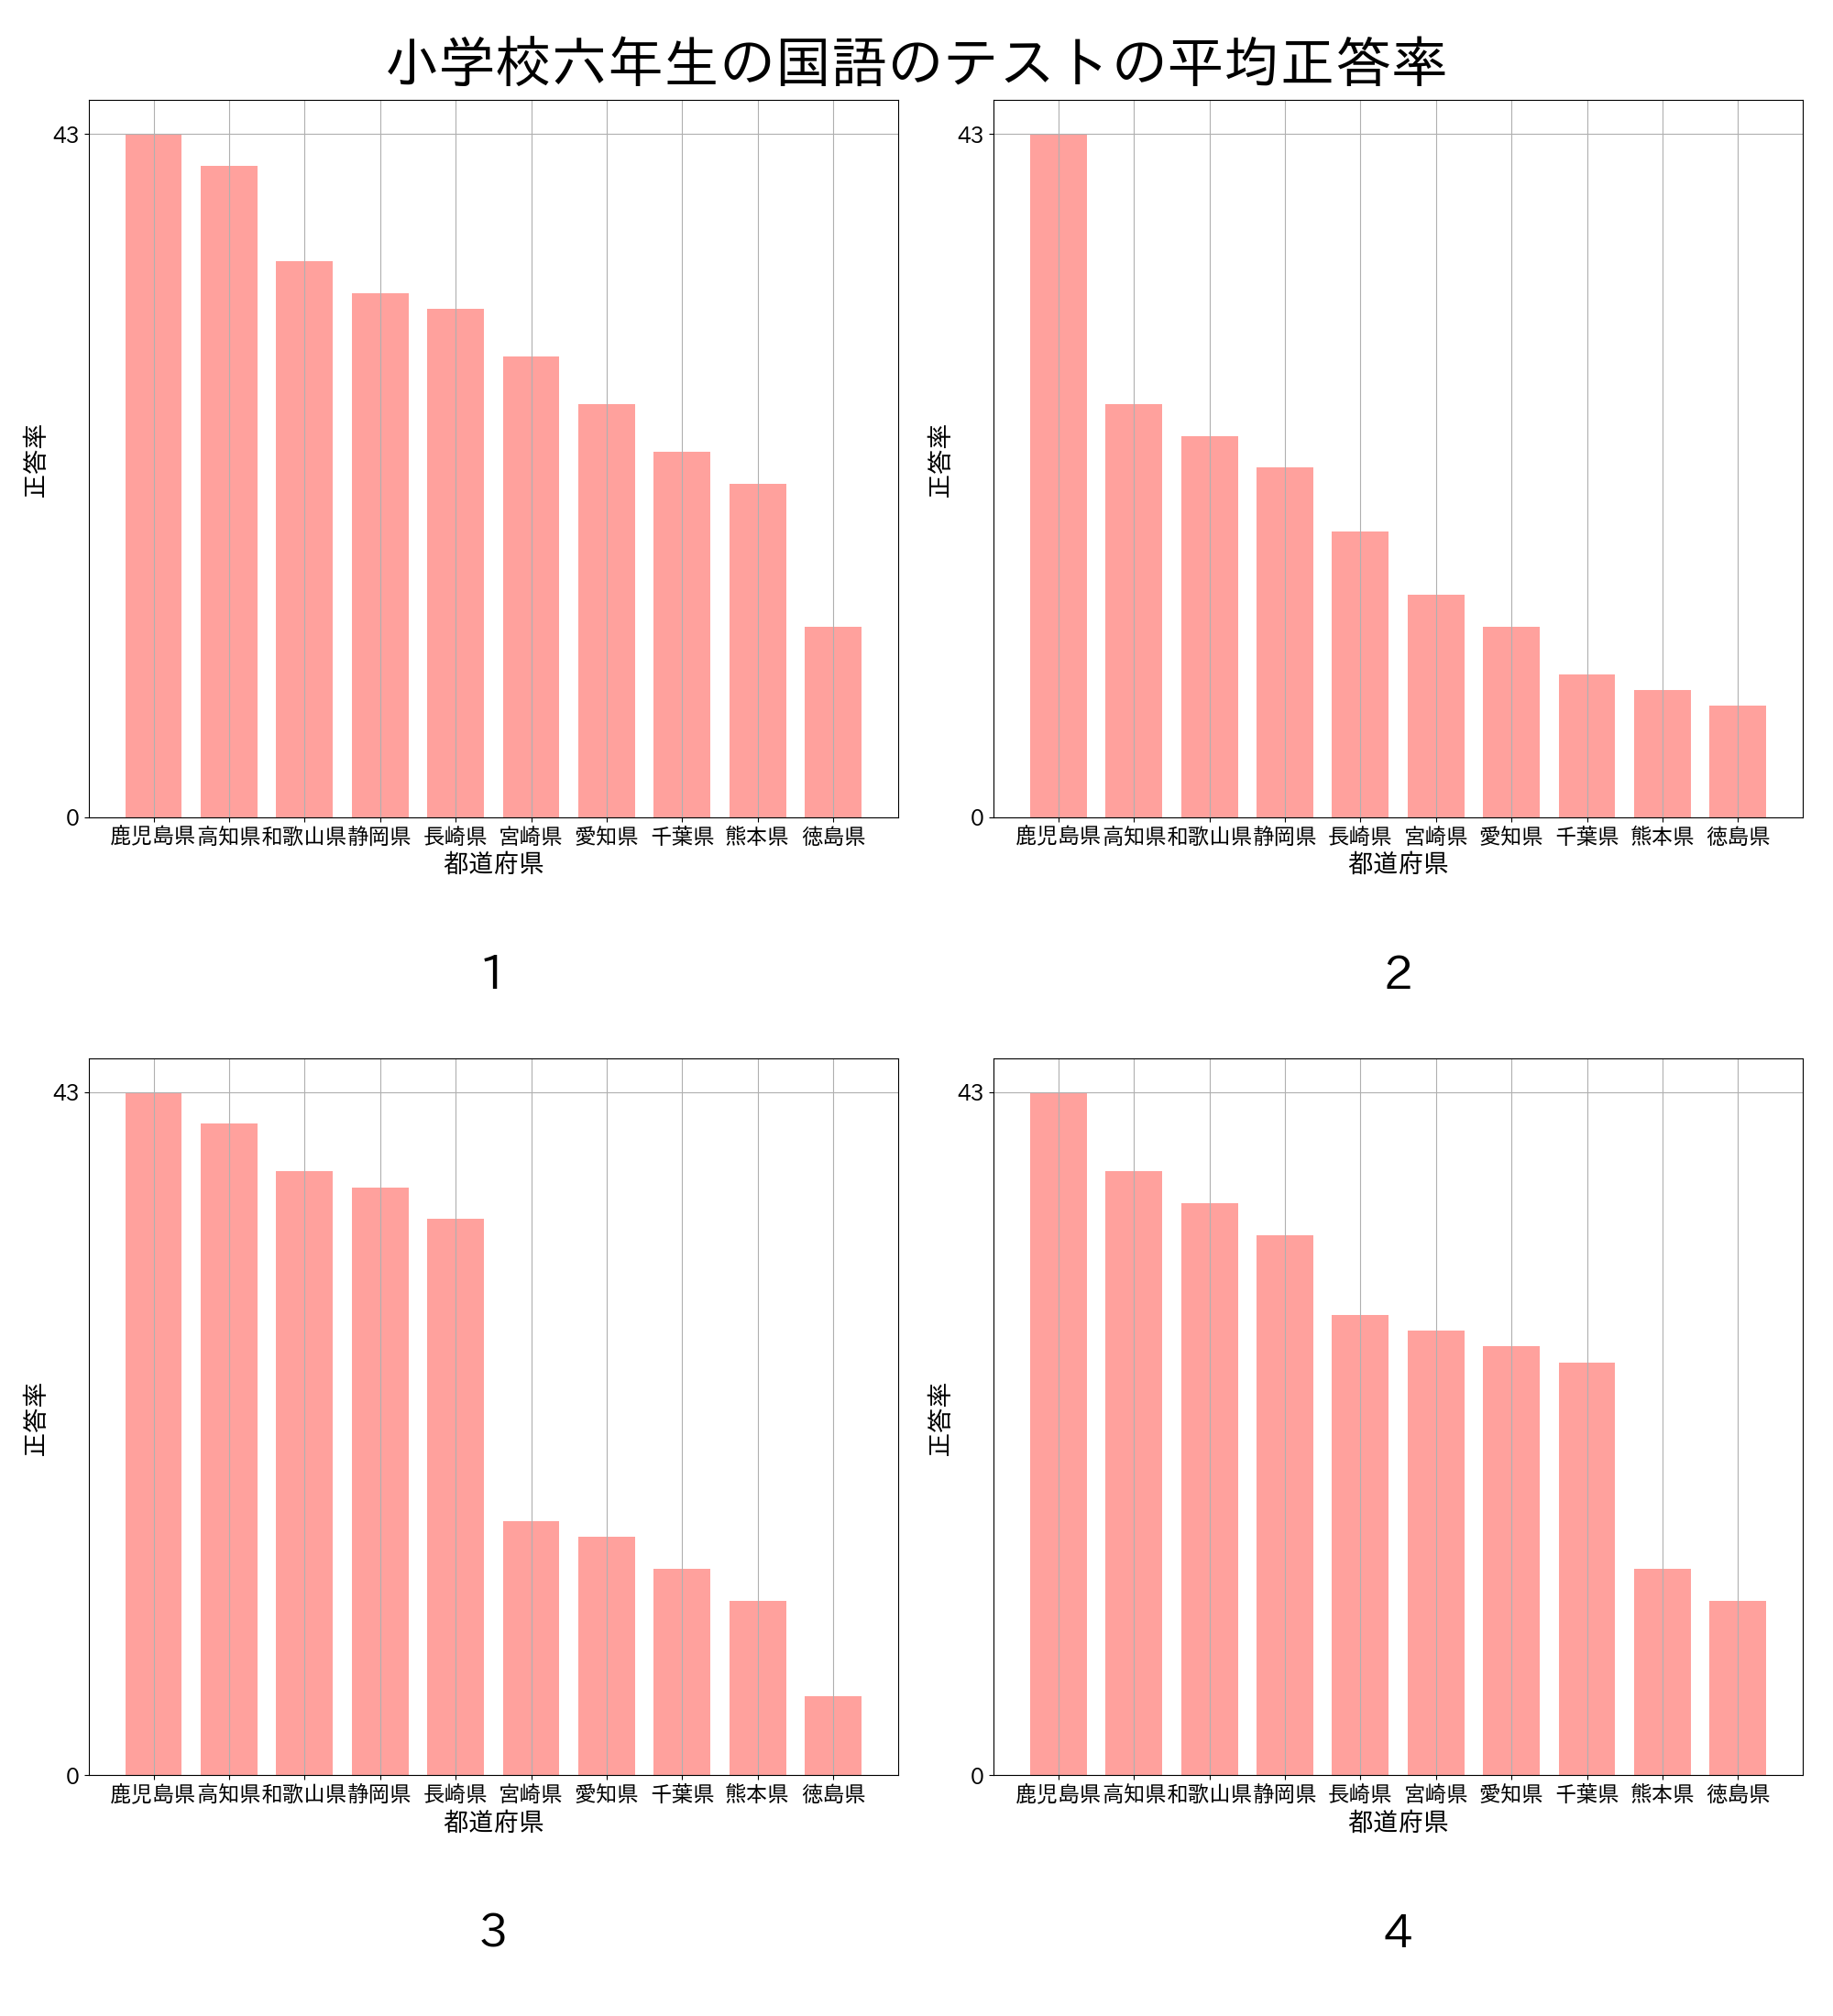 小学校六年生の国語のテストの平均正答率
43
正答率
0
鹿児島県 高知県 和歌山県 静岡県 長崎県 宮崎県 愛知県 千葉県 熊本県 徳島県
都道府県
1
43
正答率
0
鹿児島県 高知県 和歌山県 静岡県 長崎県 宮崎県 愛知県 千葉県 熊本県 徳島県
都道府県
2
43
正答率
0
鹿児島県 高知県 和歌山県 静岡県 長崎県 宮崎県 愛知県 千葉県 熊本県 徳島県
都道府県
3
43
正答率
0
鹿児島県 高知県 和歌山県 静岡県 長崎県 宮崎県 愛知県 千葉県 熊本県 徳島県
都道府県
4